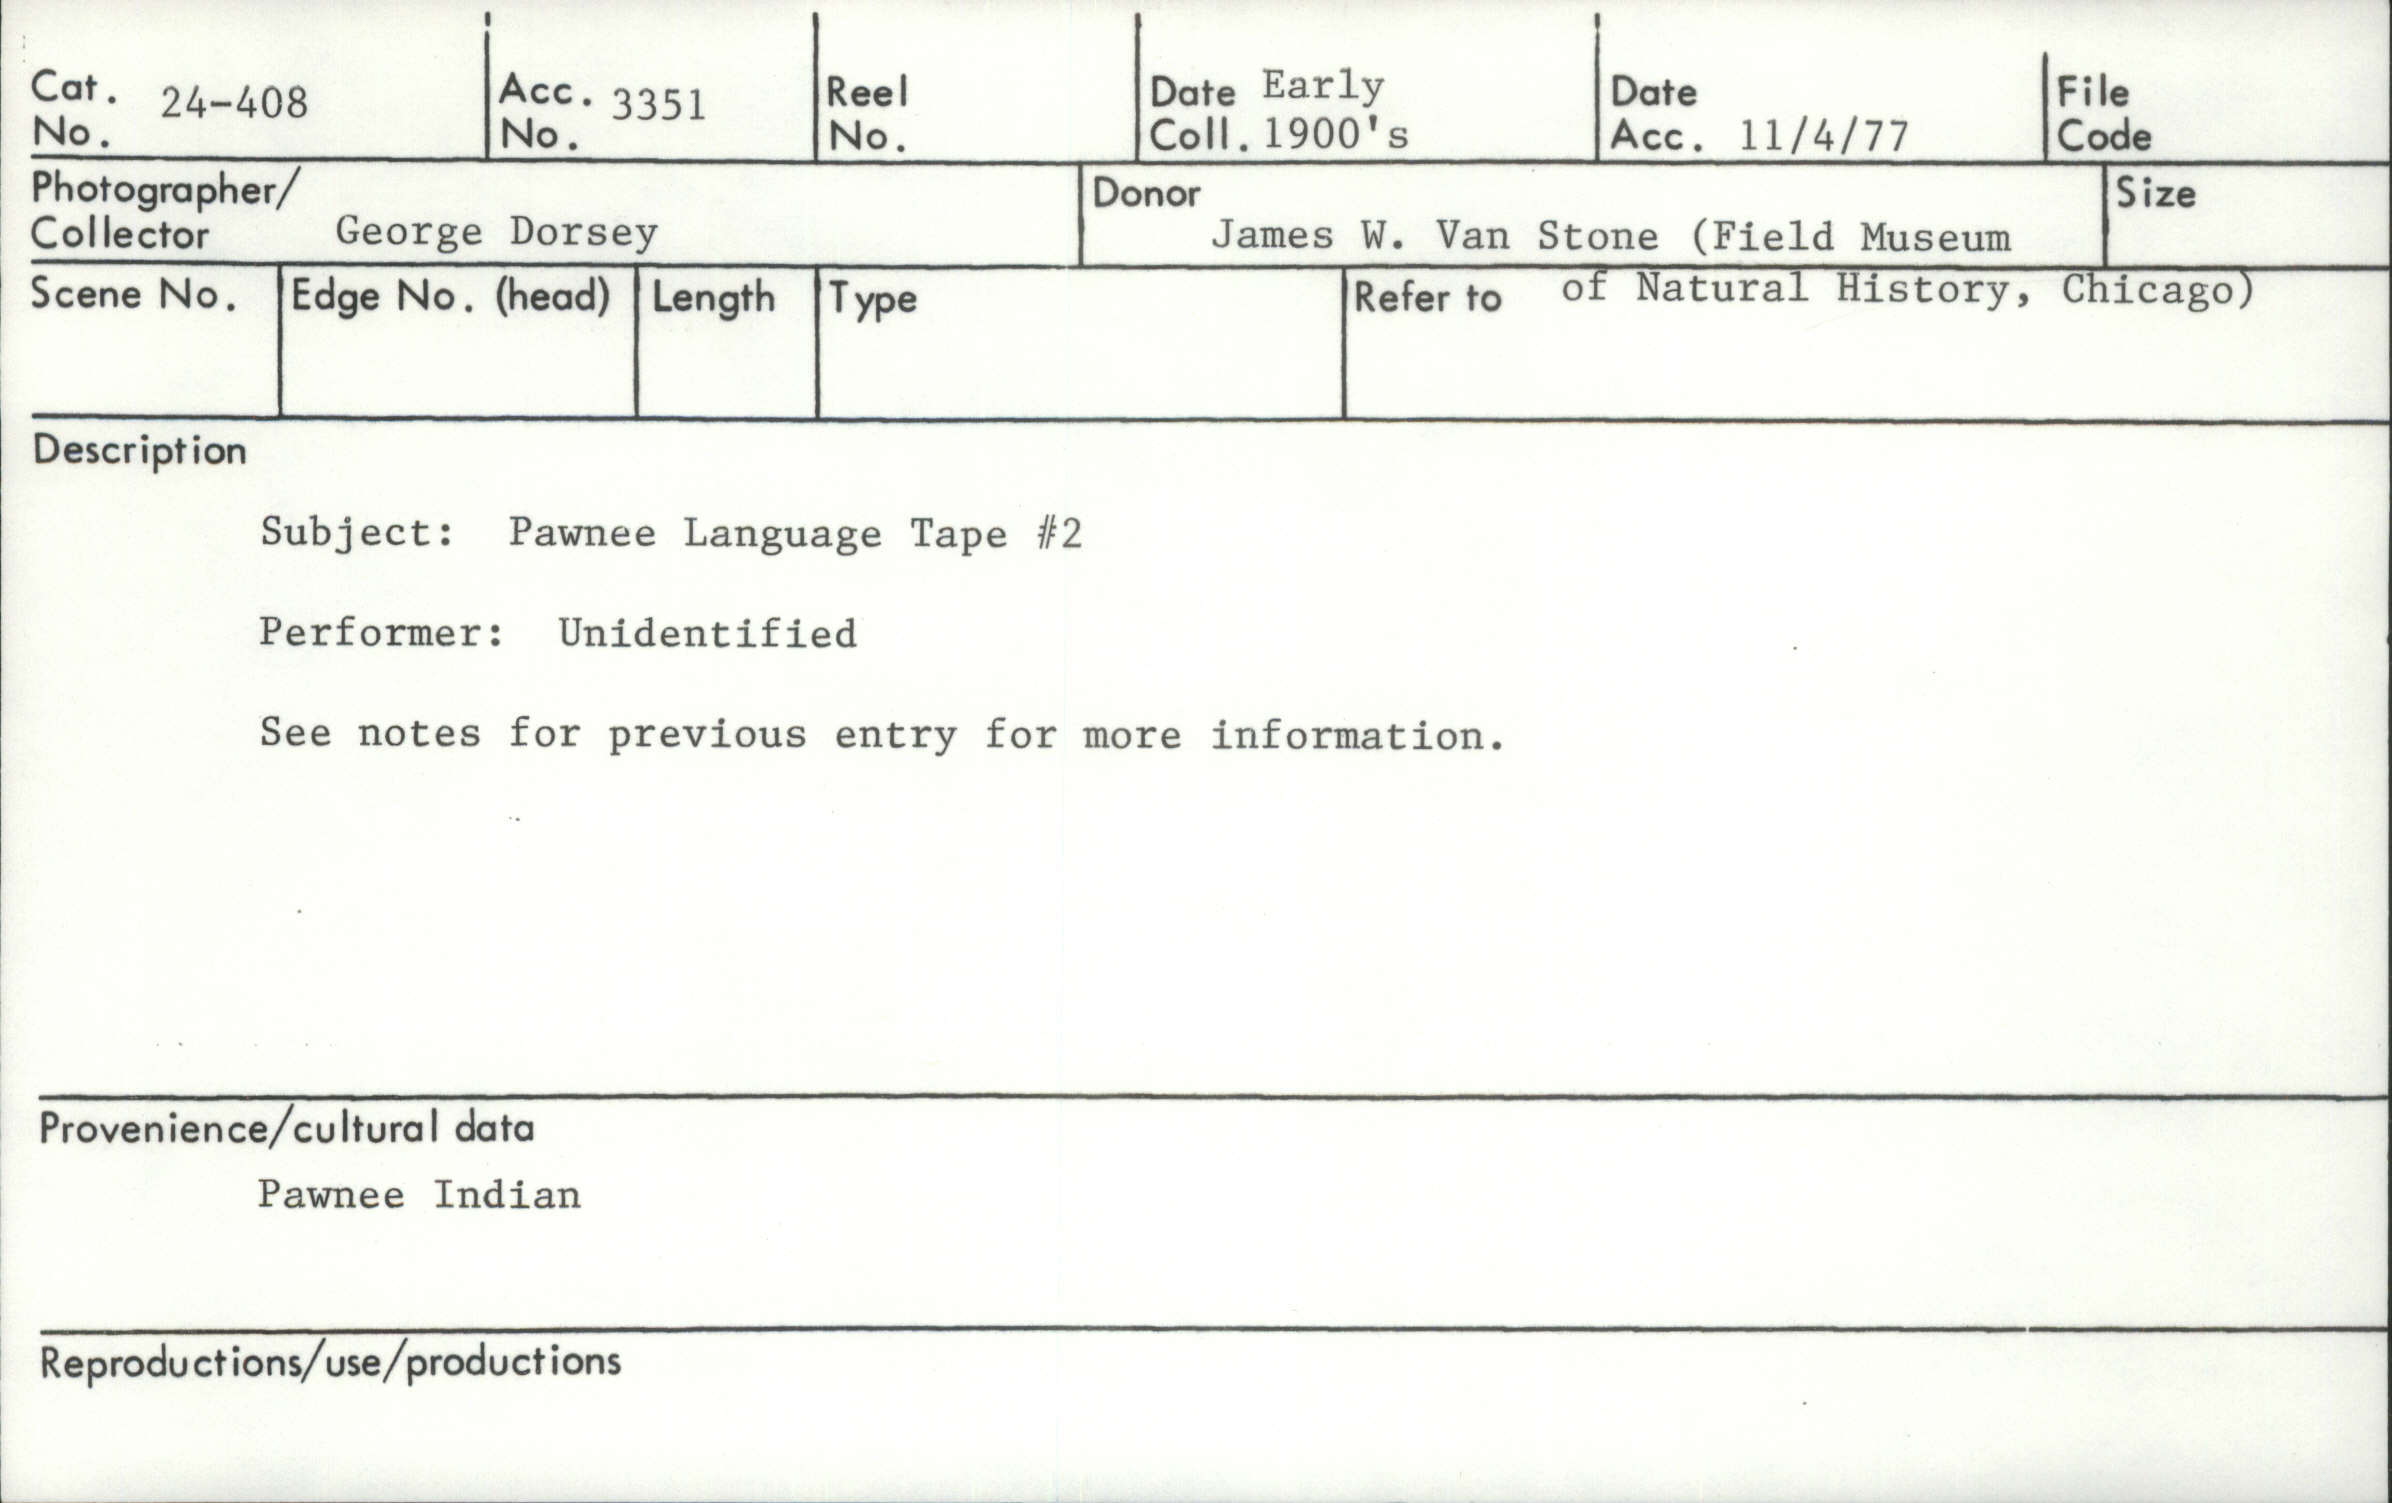 Cat. No. 24-408 Acc. No. 3351 Reel No. Date Coll. Early 1900's Date Acc. 11/4/77 File Code
Photographer/
Collector George Dorsey
Donor
James W. Van Stone (Field Museum
of Natural History, Chicago)
Size
Scene No. Edge No. (head) Length Type Refer to
Description
Subject: Pawnee Language Tape #2
Performer: Unidentified
See notes for previous entry for more information.
Provenience/cultural data
Pawnee Indian
Reproductions/use/productions